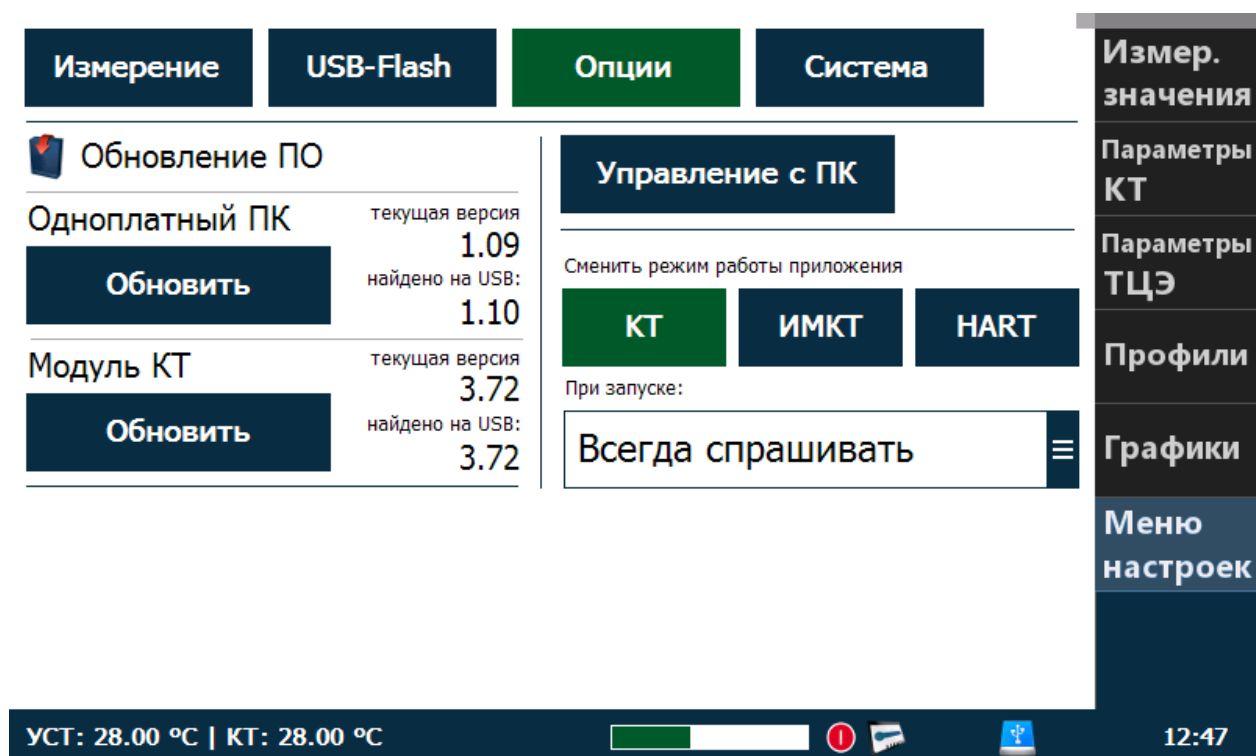 Измерение
USB-Flash
Опции
Система
Обновление ПО
Одноплатный ПК
текущая версия
1.09
Обновить
найдено на USB:
1.10
Модуль КТ
текущая версия
3.72
Обновить
найдено на USB:
3.72
Управление с ПК
Сменить режим работы приложения
КТ
ИМКТ
HART
При запуске:
Всегда спрашивать
Измер.
значения
Параметры
КТ
Параметры
ТЦЭ
Профили
Графики
Меню
настроек
УСТ: 28.00 ºC | КТ: 28.00 ºC
12:47